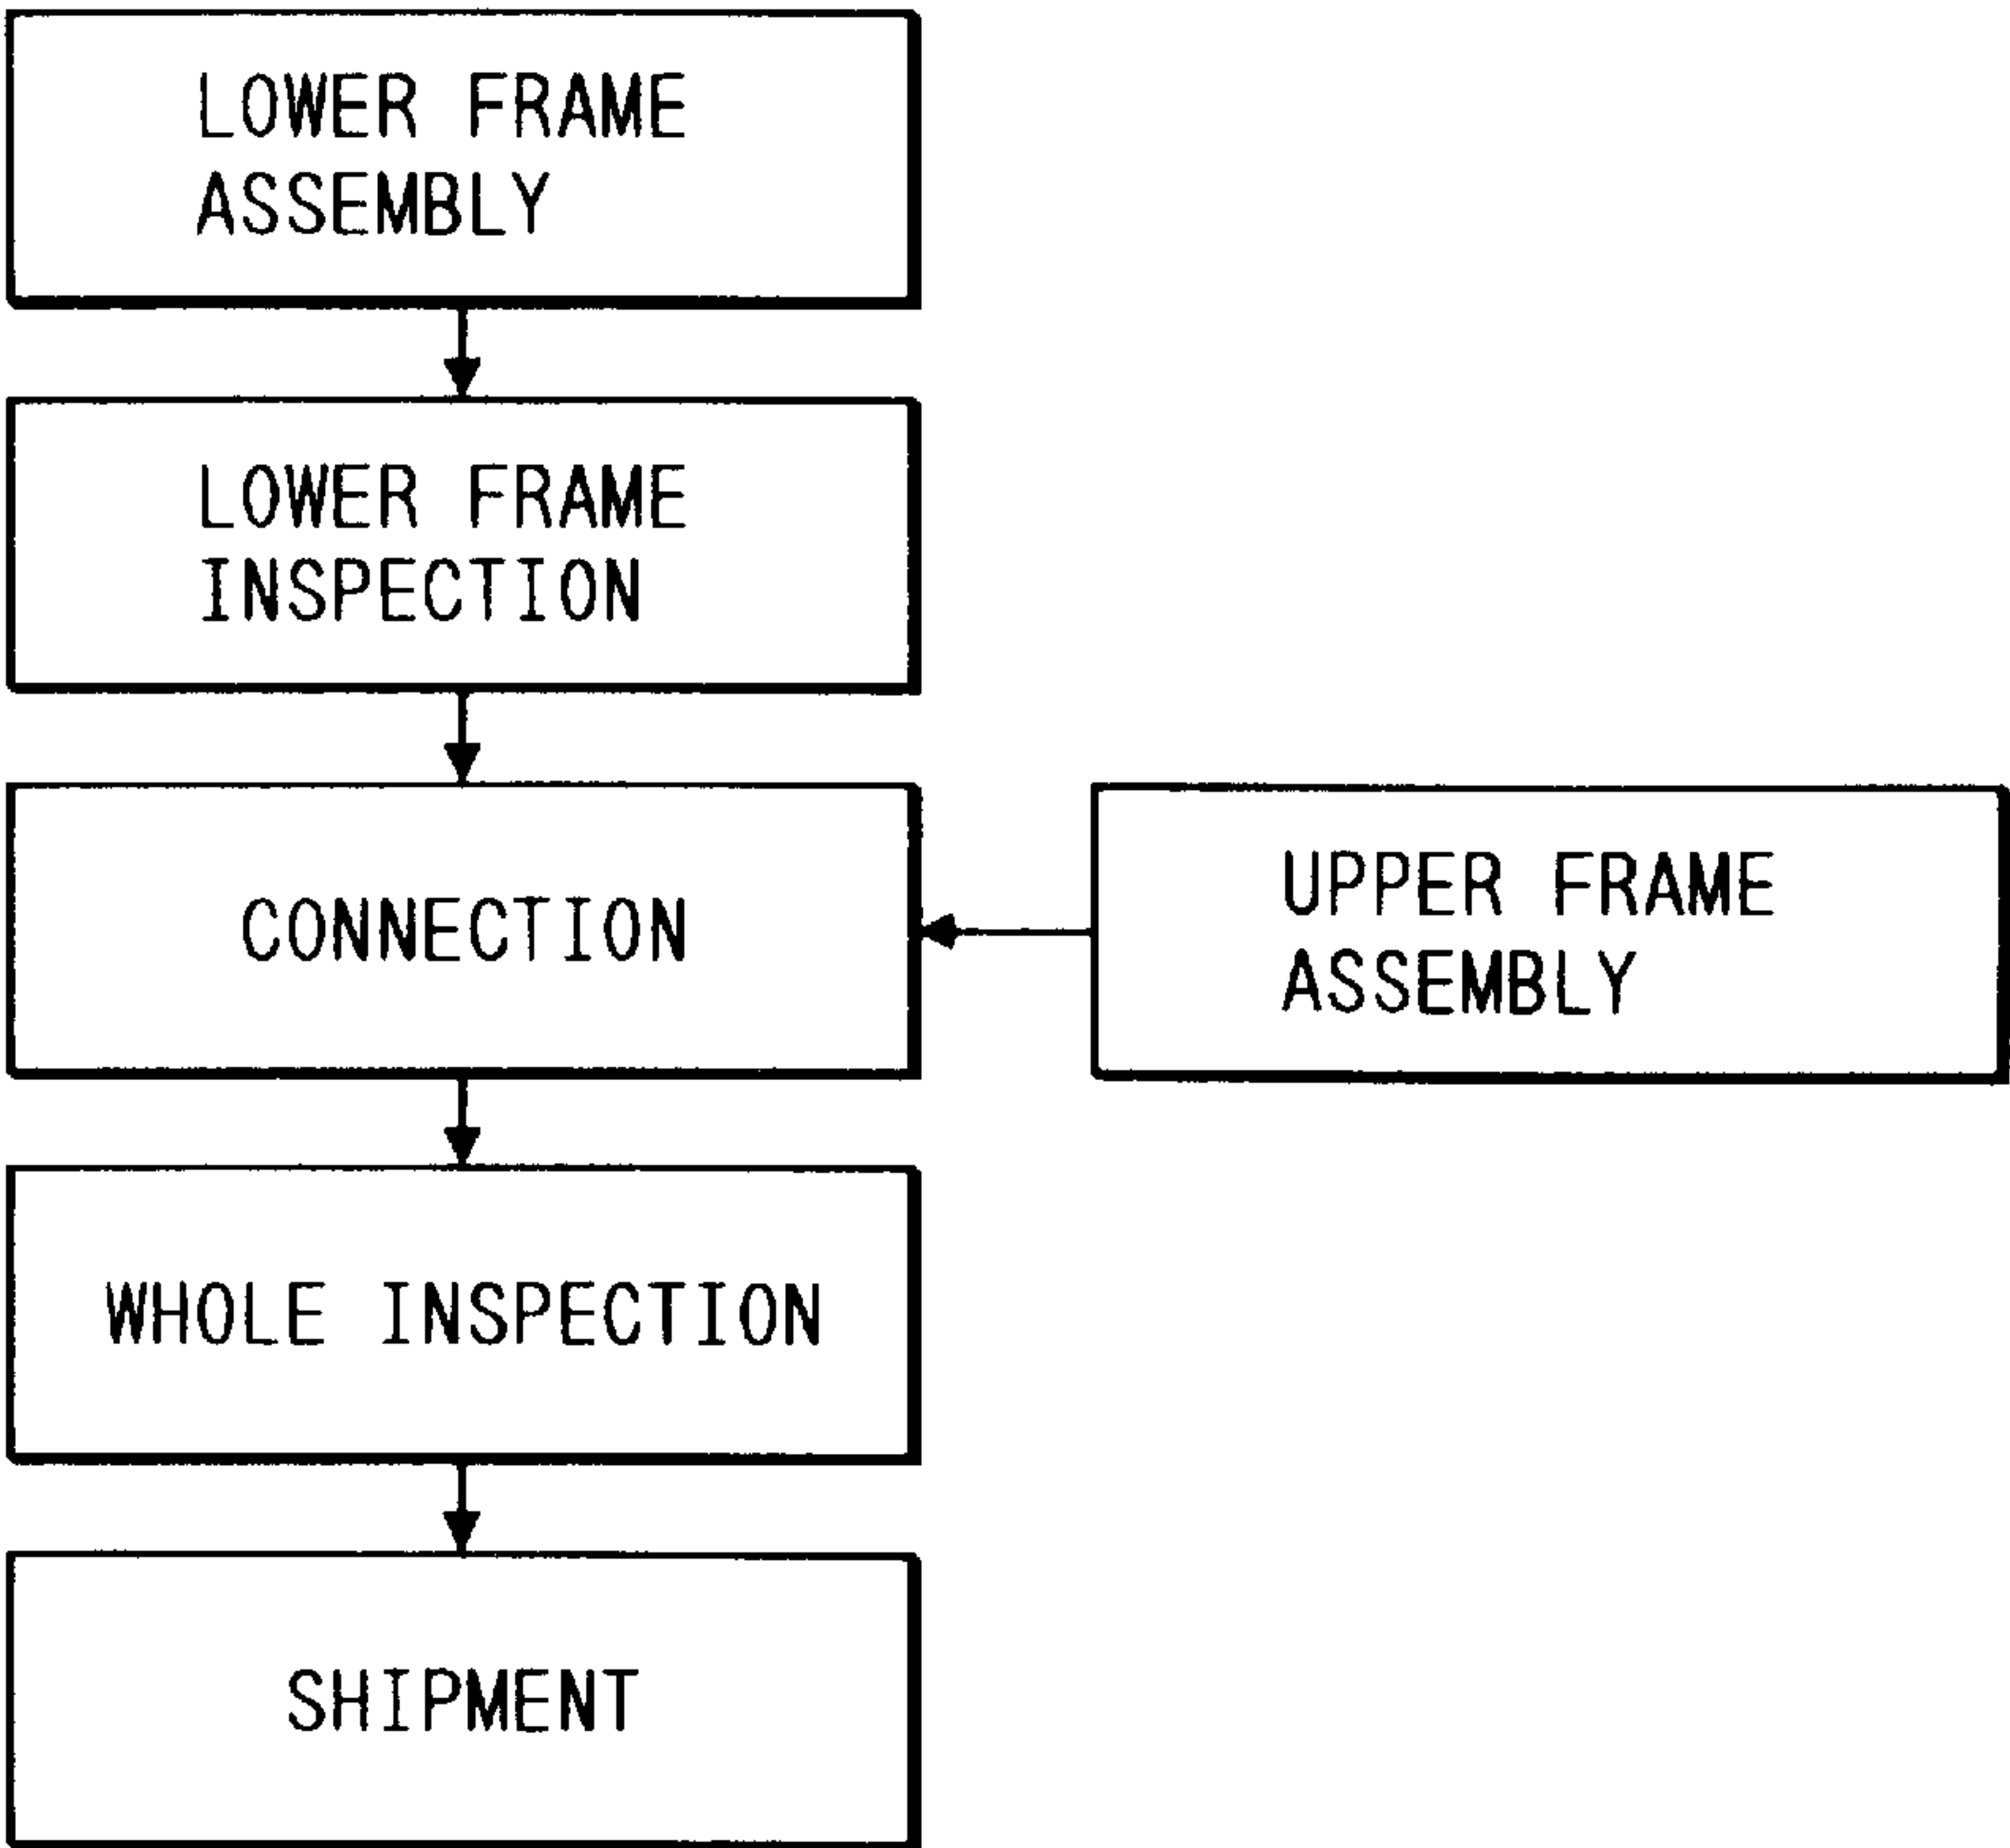 LOWER FRAME
ASSEMBLY
LOWER FRAME
INSPECTION
CONNECTION
UPPER FRAME
ASSEMBLY
WHOLE INSPECTION
SHIPMENT